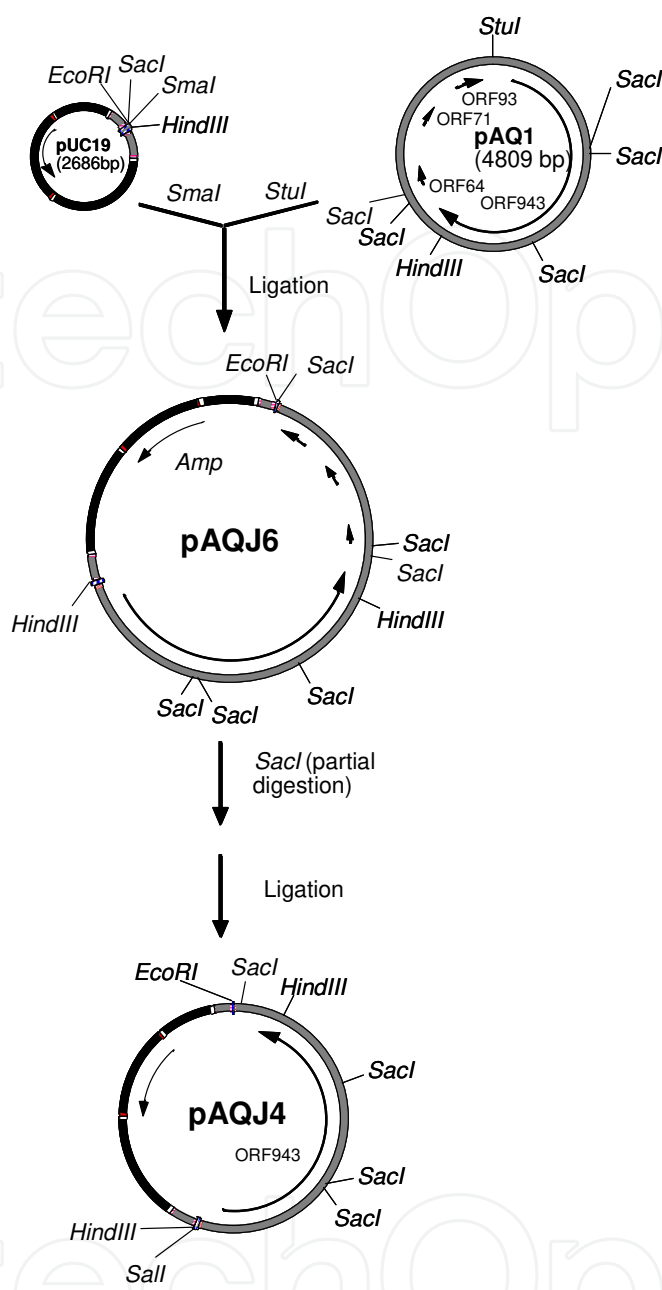 StuI
EcoRI
SacI
SmaI
HindIII
pUC19
(2686bp)
SacI
ORF93
ORF71
pAQ1
(4809 bp)
SacI
ORF64
ORF943
SmaI
StuI
SacI
SacI
HindIII
SacI
Ligation
EcoRI
SacI
Amp
pAQJ6
SacI
SacI
HindIII
HindIII
SacI
SacI
SacI
SacI (partial
digestion)
Ligation
EcoRI
SacI
HindIII
SacI
pAQJ4
ORF943
SacI
SacI
HindIII
SalI
techOp
techOp